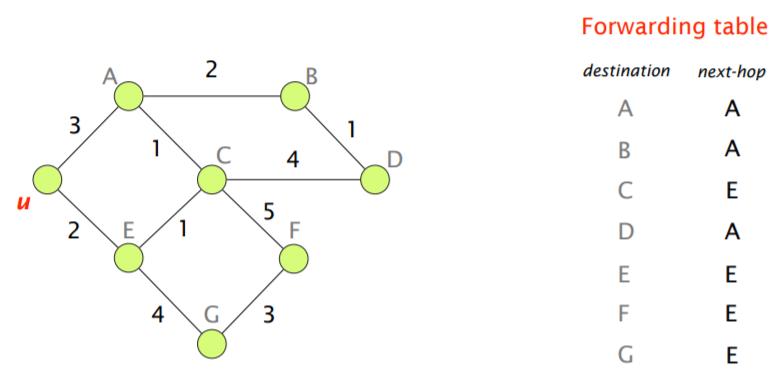 Forwarding table
destination next-hop
A A
B A
C E
D A
E E
F E
G E
A 2 B
3 1 1
C 4 D
u
2 E 1 5 F
4 G 3